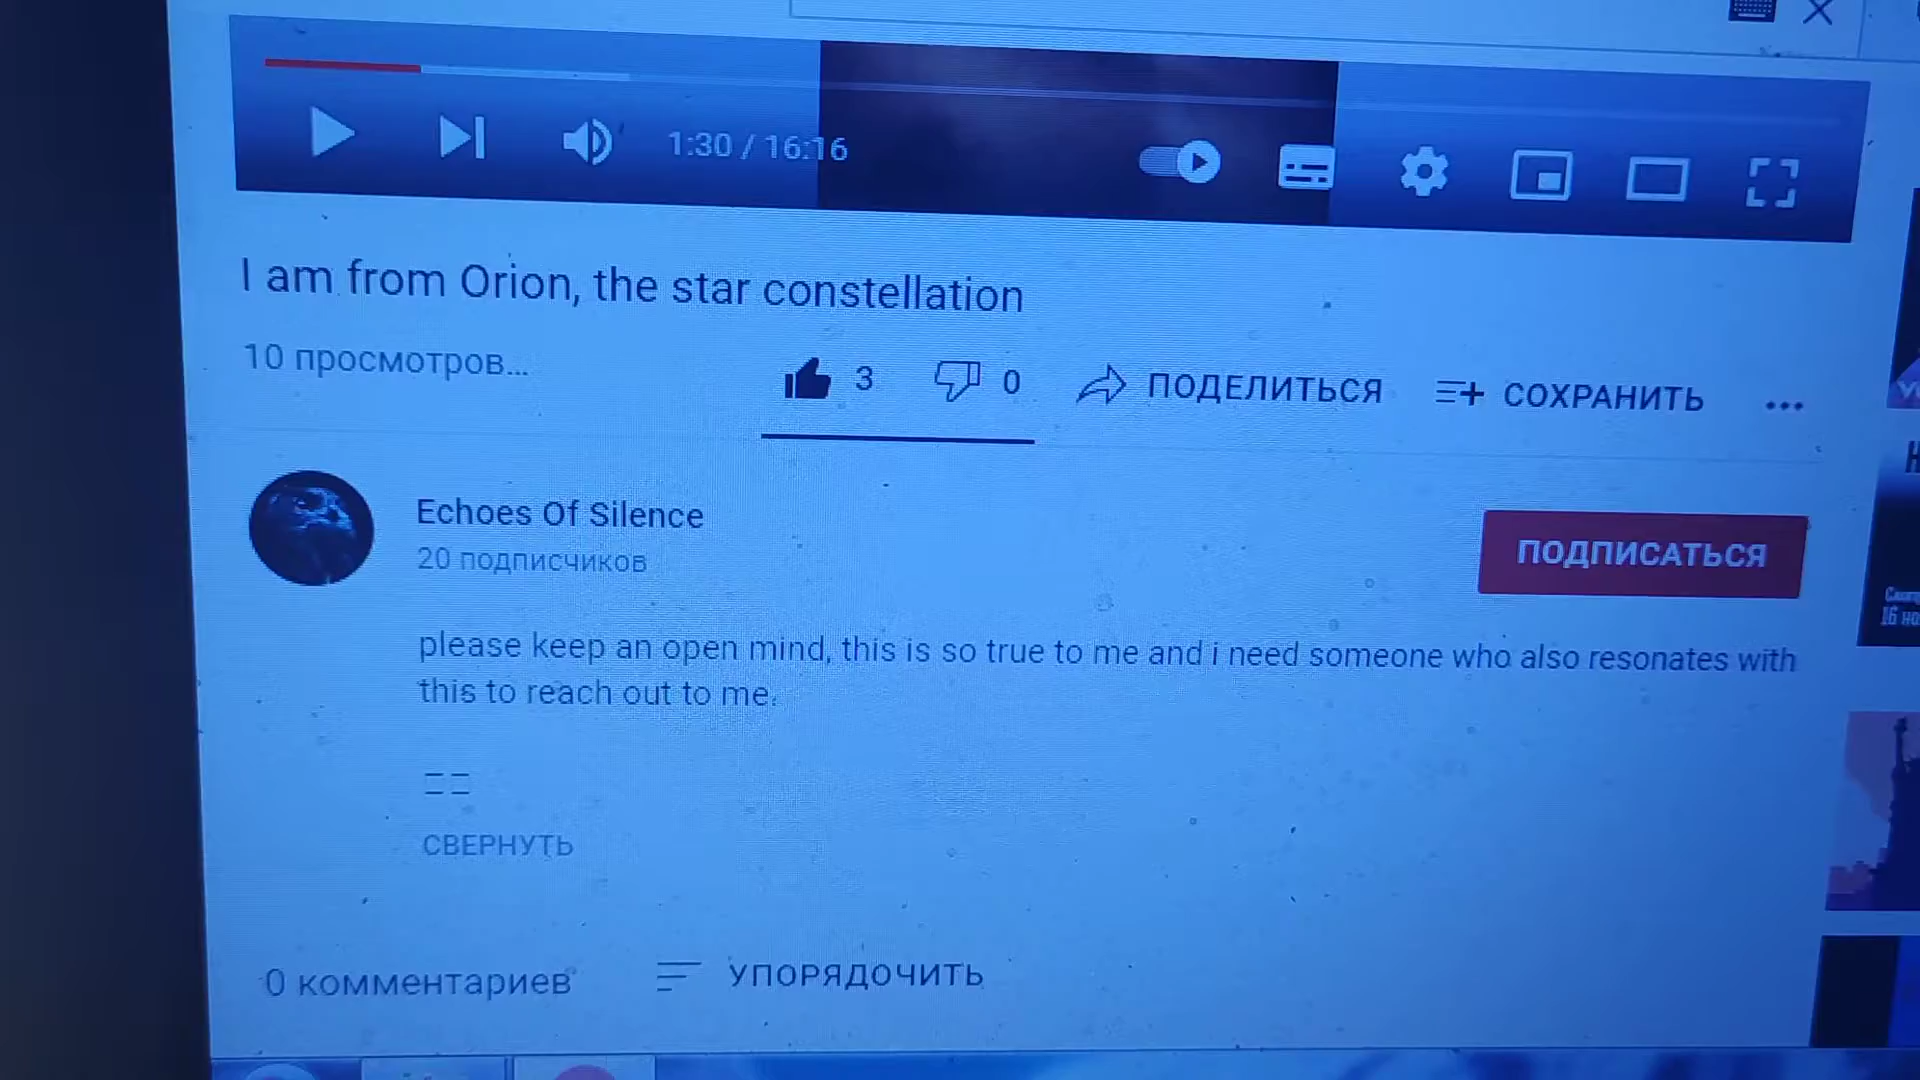 1:30 / 16:16
I am from Orion, the star constellation
10 просмотров...
3
0
ПОДЕЛИТЬСЯ
СОХРАНИТЬ
Echoes Of Silence
20 подписчиков
ПОДПИСАТЬСЯ
please keep an open mind, this is so true to me and i need someone who also resonates with
this to reach out to me.
СВЕРНУТЬ
0 комментариев
УПОРЯДОЧИТЬ